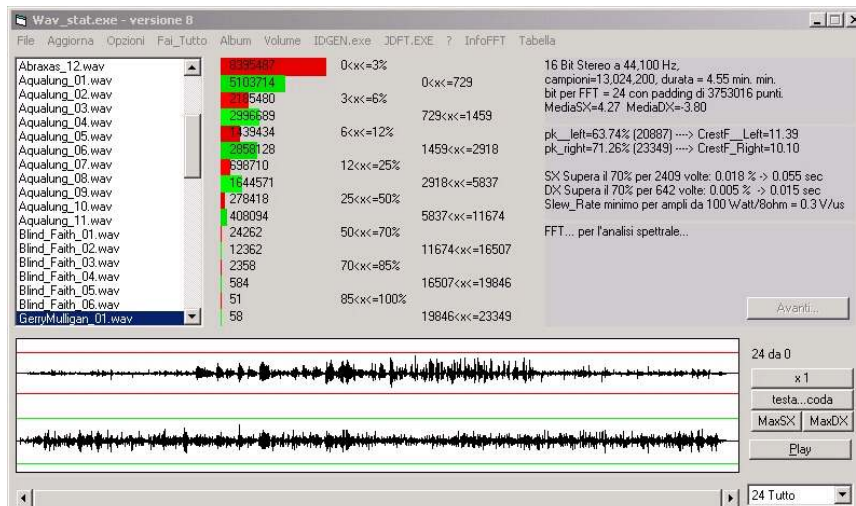 Wav_stat.exe - versione 8
File Aggiorna Opzioni Fai_Tutto Album Volume IDGEN.exe JDFT.EXE ? InfoFFT Tabella
Abraxas_12.wav
Aqualung_01.wav
Aqualung_02.wav
Aqualung_03.wav
Aqualung_04.wav
Aqualung_05.wav
Aqualung_06.wav
Aqualung_07.wav
Aqualung_08.wav
Aqualung_09.wav
Aqualung_10.wav
Aqualung_11.wav
Blind_Faith_01.wav
Blind_Faith_02.wav
Blind_Faith_03.wav
Blind_Faith_04.wav
Blind_Faith_05.wav
Blind_Faith_06.wav
GerryMulligan_01.wav
8395487 0<x<=3%
5103714 0<x<=729
2185480 3<x<=6%
2996689 729<x<=1459
1439434 6<x<=12%
2858128 1459<x<=2918
698710 12<x<=25%
1644571 2918<x<=5837
278418 25<x<=50%
408094 5837<x<=11674
24262 50<x<=70%
12362 11674<x<=16507
2358 70<x<=85%
584 16507<x<=19846
51 85<x<=100%
58 19846<x<=23349
16 Bit Stereo a 44,100 Hz,
campioni=13,024,200, durata = 4.55 min. min.
bit per FFT = 24 con padding di 3753016 punti.
MediaSX=4.27 MediaDX=-3.80
pk__left=63.74% (20887) ----> CrestF__Left=11.39
pk_right=71.26% (23349) ----> CrestF_Right=10.10
SX Supera il 70% per 2409 volte: 0.018 % -> 0.055 sec
DX Supera il 70% per 642 volte: 0.005 % -> 0.015 sec
Slew_Rate minimo per ampli da 100 Watt/8ohm = 0.3 V/us
FFT... per l'analisi spettrale...
Avanti...
24 da 0
x 1
testa...coda
MaxSX MaxDX
Play
24 Tutto